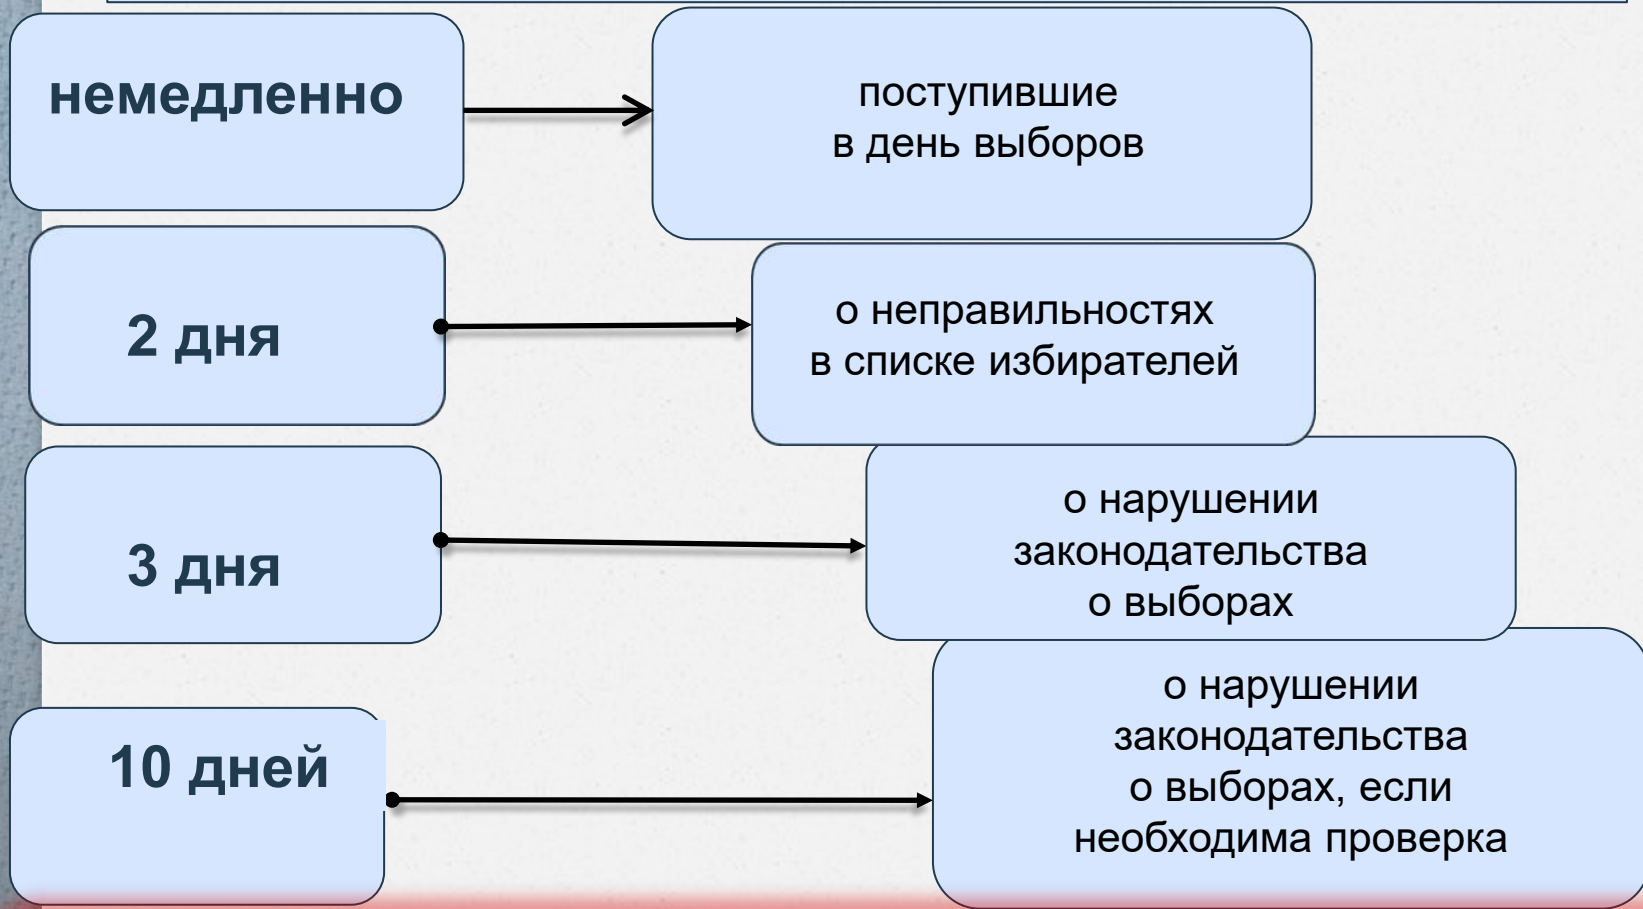 немедленно
поступившие
в день выборов
2 дня
о неправильностях
в списке избирателей
3 дня
о нарушении
законодательства
о выборах
10 дней
о нарушении
законодательства
о выборах, если
необходима проверка